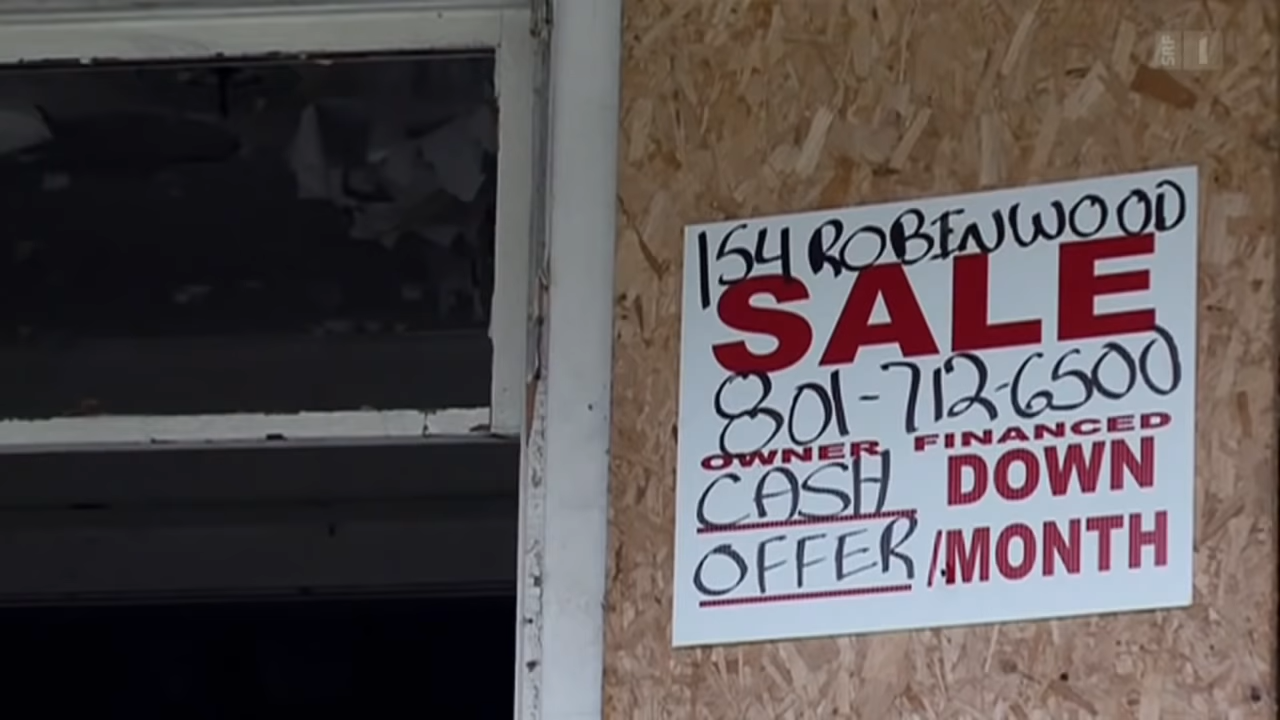 SRF 1
154 ROBENWOOD
SALE
801-712-6500
OWNER FINANCED
CASH DOWN
OFFER /MONTH